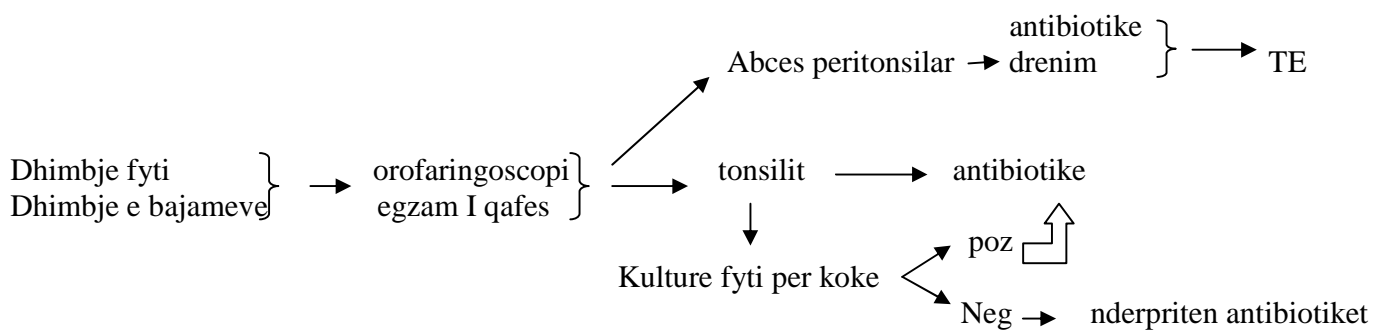 antibiotike
Abces peritonsilar drenim TE
Dhimbje fyti orofaringoscopi tonsilit antibiotike
Dhimbje e bajameve egzam I qafes
poz
Kulture fyti per koke
Neg nderpriten antibiotiket